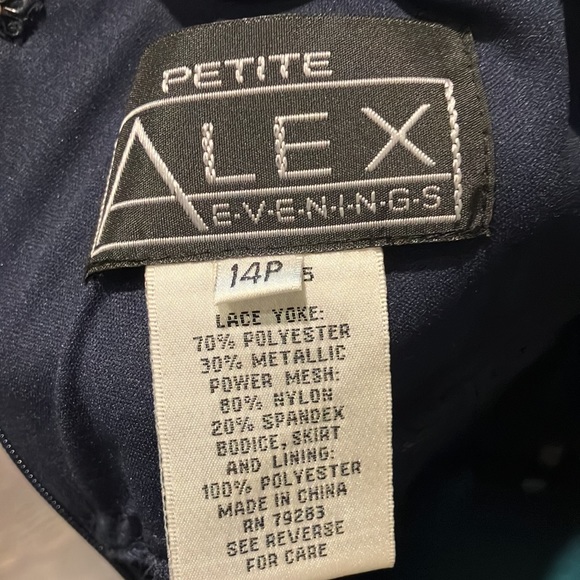 PETITE
ALEX
E·V·E·N·I·N·G·S
14P
LACE YOKE:
70% POLYESTER
30% METALLIC
POWER MESH:
80% NYLON
20% SPANDEX
BODICE, SKIRT
AND LINING:
100% POLYESTER
MADE IN CHINA
RN 79283
SEE REVERSE
FOR CARE